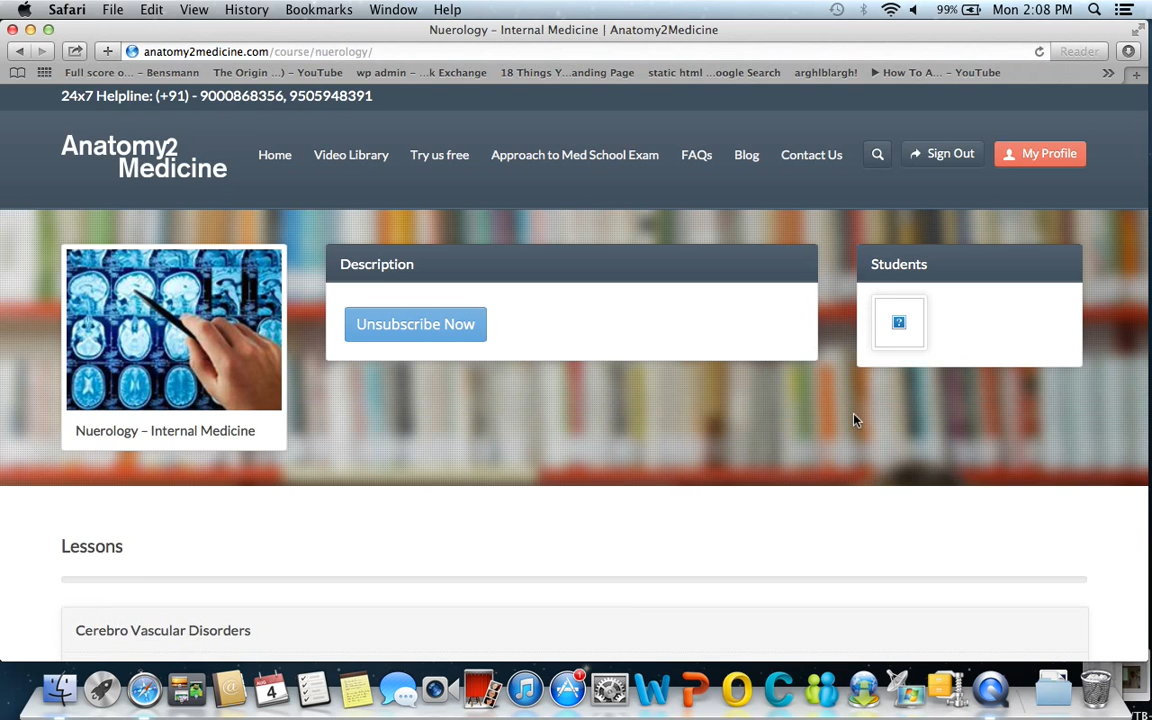 Safari File Edit View History Bookmarks Window Help 99% Mon 2:08 PM
Nuerology – Internal Medicine | Anatomy2Medicine
anatomy2medicine.com/course/nuerology/ Reader
Full score o... – Bensmann The Origin ...) – YouTube wp admin – ...k Exchange 18 Things Y...anding Page static html ...oogle Search arghlblargh! ▶ How To A... – YouTube
24x7 Helpline: (+91) - 9000868356, 9505948391
Anatomy2
Medicine
Home Video Library Try us free Approach to Med School Exam FAQs Blog Contact Us Sign Out My Profile
Description
Students
Unsubscribe Now
Nuerology – Internal Medicine
Lessons
Cerebro Vascular Disorders